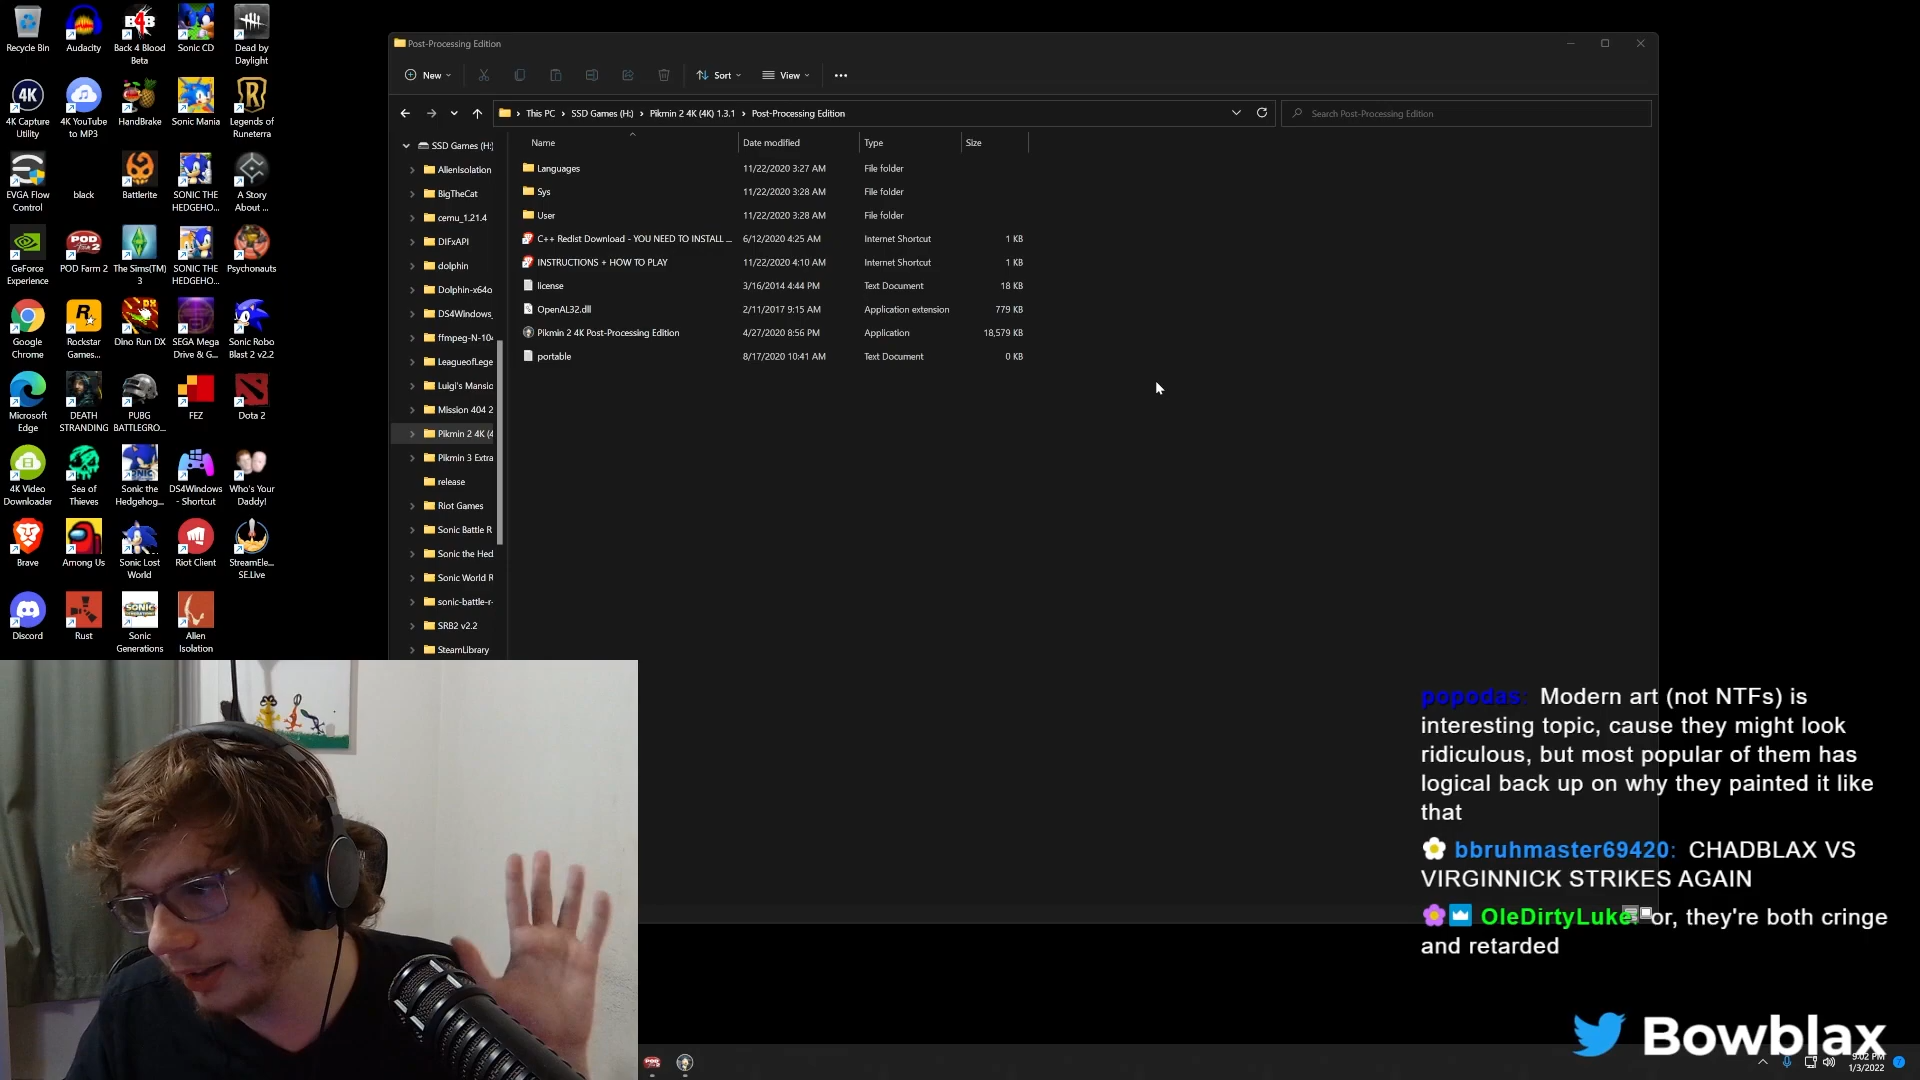 Recycle Bin
Audacity
Back 4 Blood
Beta
Sonic CD
Dead by
Daylight
4K Capture
Utility
4K YouTube
to MP3
HandBrake
Sonic Mania
Legends of
Runeterra
EVGA Flow
Control
black
Battlerite
SONIC THE
HEDGEHO...
A Story
About ...
GeForce
Experience
POD Farm 2
The Sims(TM)
3
SONIC THE
HEDGEHO...
Psychonauts
Google
Chrome
Rockstar
Games...
Dino Run DX
SEGA Mega
Drive & G...
Sonic Robo
Blast 2 v2.2
Microsoft
Edge
DEATH
STRANDING
PUBG
BATTLEGRO...
FEZ
Dota 2
4K Video
Downloader
Sea of
Thieves
Sonic the
Hedgehog...
DS4Windows
- Shortcut
Who's Your
Daddy!
Brave
Among Us
Sonic Lost
World
Riot Client
StreamEle...
SE.Live
Discord
Rust
Sonic
Generations
Alien
Isolation
Post-Processing Edition
New
Sort
View
This PC > SSD Games (H:) > Pikmin 2 4K (4K) 1.3.1 > Post-Processing Edition
Search Post-Processing Edition
SSD Games (H:)
AlienIsolation
BigTheCat
cemu_1.21.4
DIFxAPI
dolphin
Dolphin-x64o
DS4Windows_
ffmpeg-N-104
LeagueofLege
Luigi's Mansio
Mission 404 2
Pikmin 2 4K (4
Pikmin 3 Extra
release
Riot Games
Sonic Battle R
Sonic the Hed
Sonic World R
sonic-battle-r-
SRB2 v2.2
SteamLibrary
Name Date modified Type Size
Languages 11/22/2020 3:27 AM File folder
Sys 11/22/2020 3:28 AM File folder
User 11/22/2020 3:28 AM File folder
C++ Redist Download - YOU NEED TO INSTALL ... 6/12/2020 4:25 AM Internet Shortcut 1 KB
INSTRUCTIONS + HOW TO PLAY 11/22/2020 4:10 AM Internet Shortcut 1 KB
license 3/16/2014 4:44 PM Text Document 18 KB
OpenAL32.dll 2/11/2017 9:15 AM Application extension 779 KB
Pikmin 2 4K Post-Processing Edition 4/27/2020 8:56 PM Application 18,579 KB
portable 8/17/2020 10:41 AM Text Document 0 KB
popodas: Modern art (not NTFs) is
interesting topic, cause they might look
ridiculous, but most popular of them has
logical back up on why they painted it like
that
bbruhmaster69420: CHADBLAX VS
VIRGINNICK STRIKES AGAIN
OleDirtyLuke: or, they're both cringe
and retarded
Bowblax
9:02 PM
1/3/2022